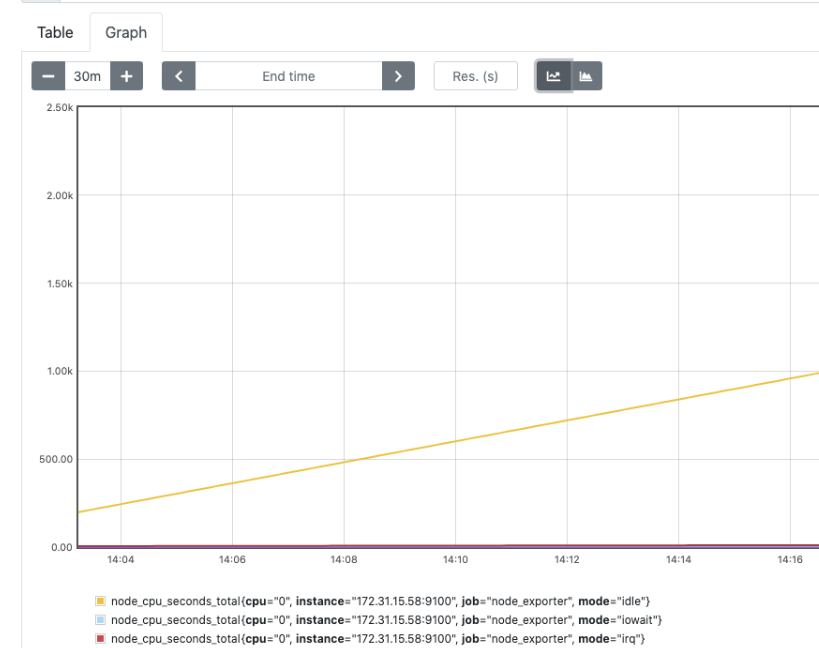 Table Graph
30m End time Res. (s)
2.50k
2.00k
1.50k
1.00k
500.00
0.00
14:04 14:06 14:08 14:10 14:12 14:14 14:16
node_cpu_seconds_total{cpu="0", instance="172.31.15.58:9100", job="node_exporter", mode="idle"}
node_cpu_seconds_total{cpu="0", instance="172.31.15.58:9100", job="node_exporter", mode="iowait"}
node_cpu_seconds_total{cpu="0", instance="172.31.15.58:9100", job="node_exporter", mode="irq"}